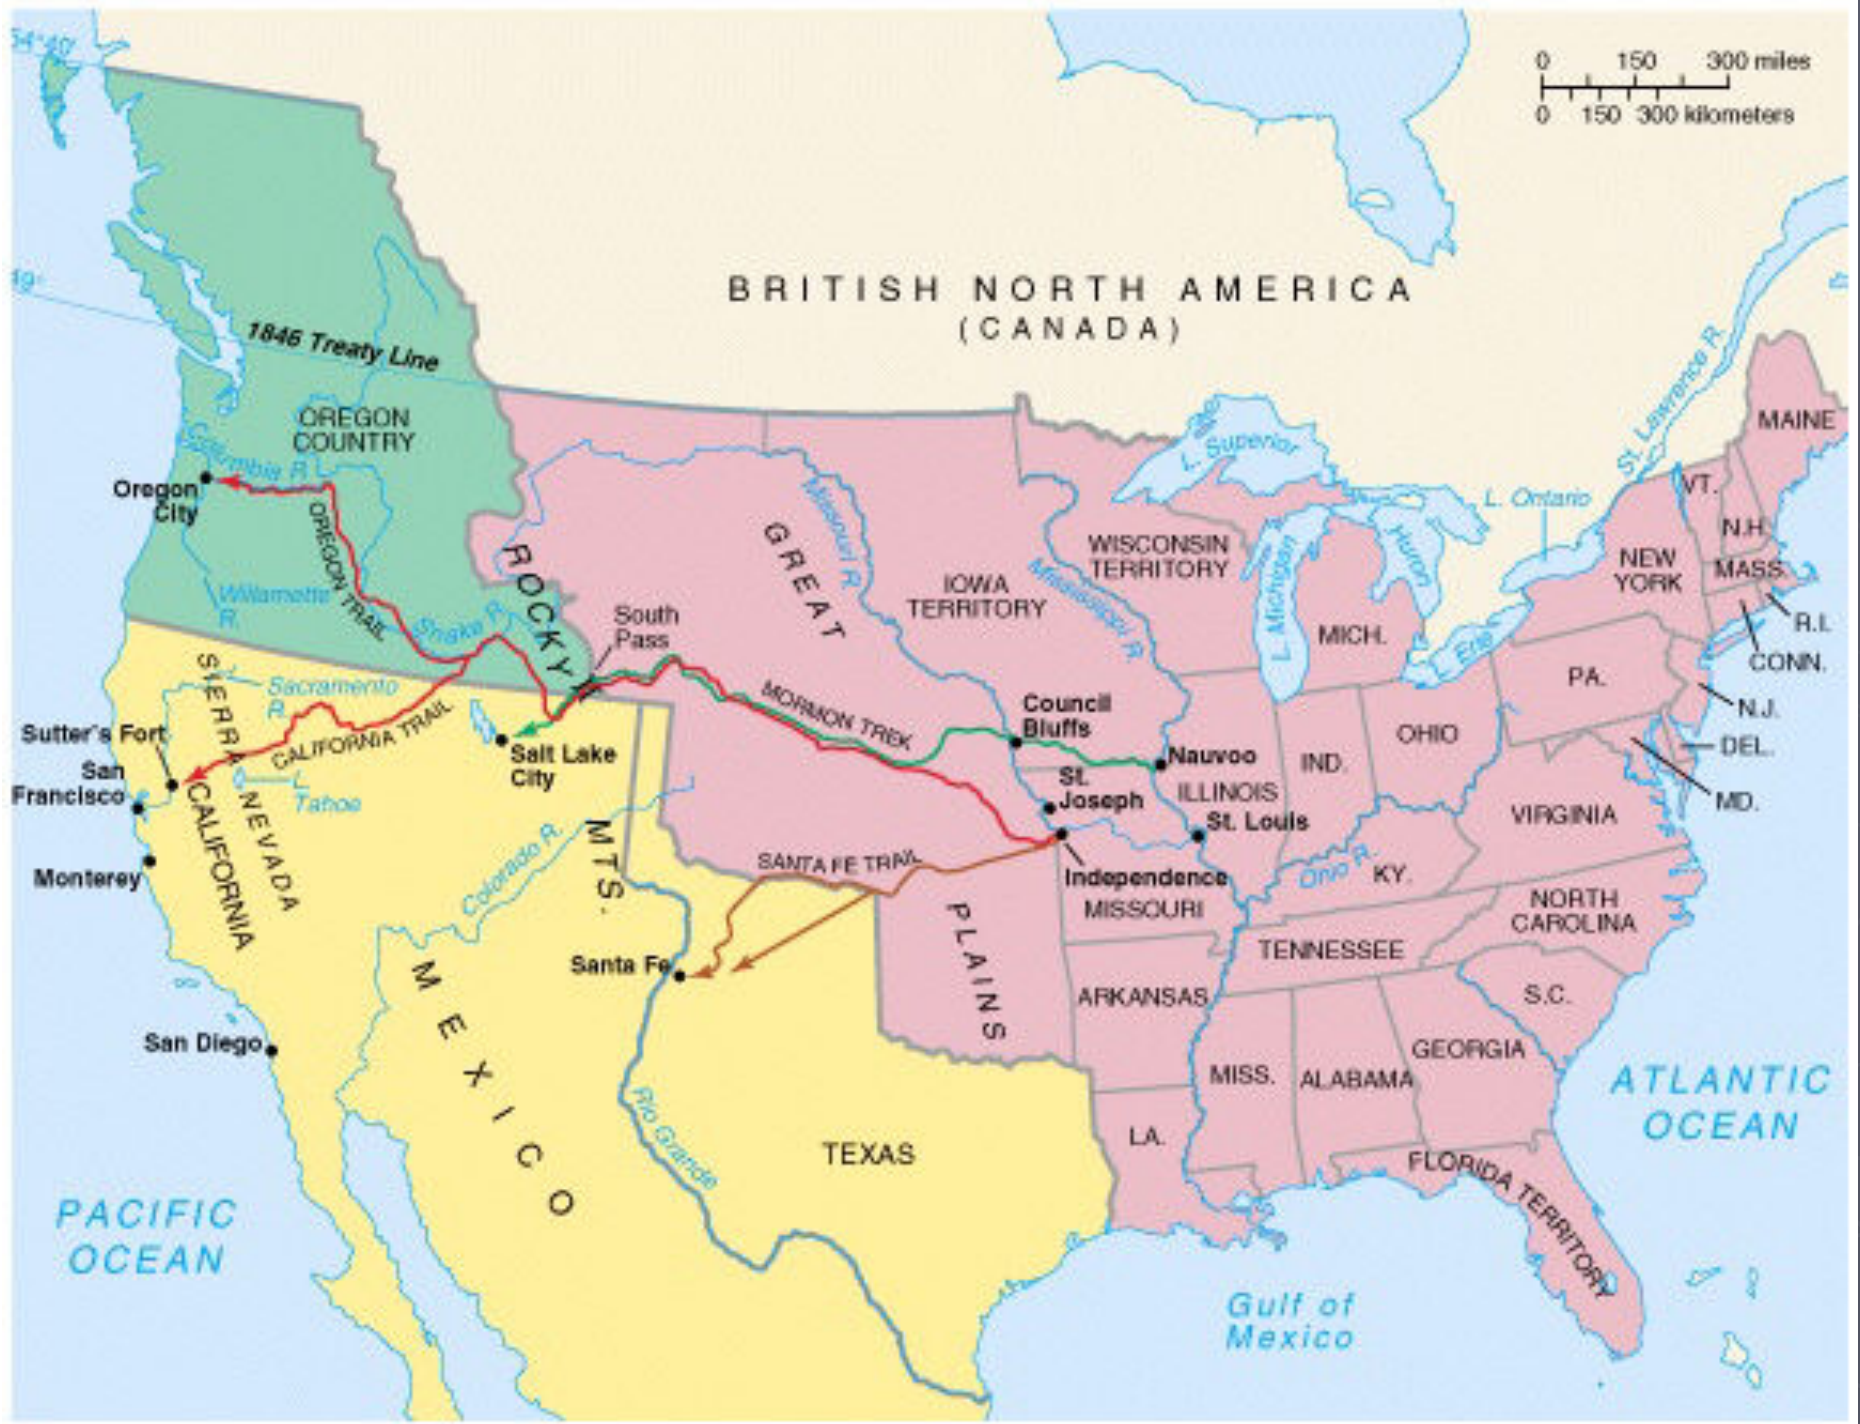 54°40'
0 150 300 miles
0 150 300 kilometers
BRITISH NORTH AMERICA
(CANADA)
1846 Treaty Line
OREGON
COUNTRY
Columbia R.
Oregon
City
OREGON TRAIL
Willamette
R.
Snake R.
ROCKY
MTS.
South
Pass
GREAT
PLAINS
Missouri R.
IOWA
TERRITORY
WISCONSIN
TERRITORY
Mississippi R.
L. Superior
L. Michigan
Huron
L. Ontario
Erie
St. Lawrence R.
MAINE
VT.
N.H.
MASS.
NEW
YORK
R.I.
CONN.
MICH.
PA.
N.J.
DEL.
MD.
OHIO
IND.
ILLINOIS
VIRGINIA
SIERRA
NEVADA
Sacramento
R.
Sutter's Fort
San
Francisco
CALIFORNIA TRAIL
L.
Tahoe
CALIFORNIA
Monterey
San Diego
Salt Lake
City
MORMON TREK
Council
Bluffs
Nauvoo
St.
Joseph
St. Louis
Independence
SANTA FE TRAIL
Colorado R.
Santa Fe
MISSOURI
Ohio R.
KY.
NORTH
CAROLINA
TENNESSEE
ARKANSAS
S.C.
GEORGIA
MISS.
ALABAMA
LA.
FLORIDA TERRITORY
MEXICO
TEXAS
Rio Grande
PACIFIC
OCEAN
ATLANTIC
OCEAN
Gulf of
Mexico